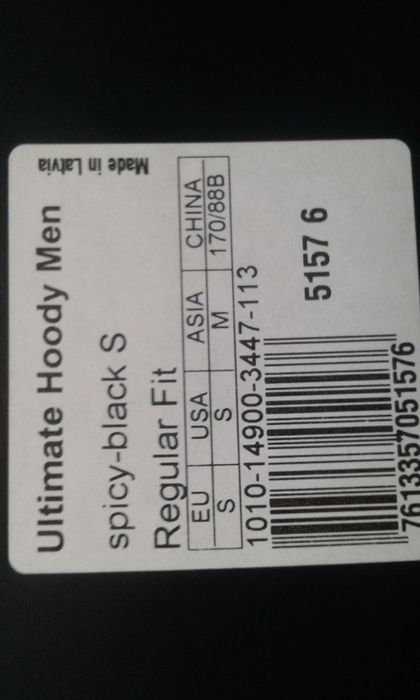 Ultimate Hoody Men
Made in Latvia
spicy-black S
Regular Fit
EU USA ASIA CHINA
S S M 170/88B
1010-14900-3447-113
5157 6
7613357051576